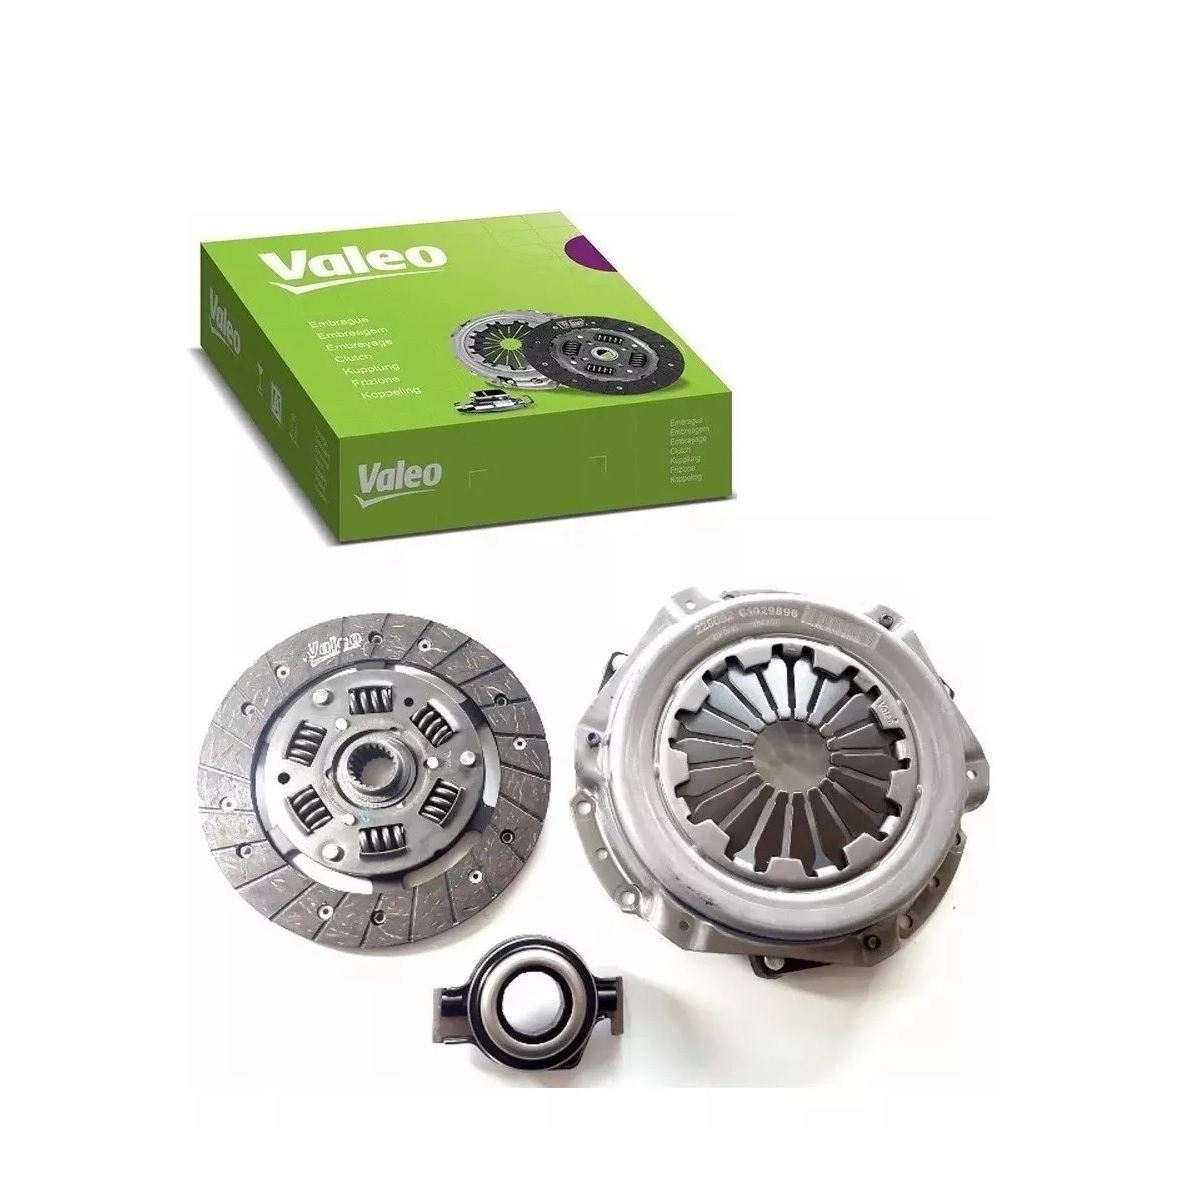 Valeo
Embrague
Embreagem
Embrayage
Clutch
Kupplung
Frizione
Koppeling
Valeo
Valeo
Embrague
Embreagem
Embrayage
Clutch
Kupplung
Frizione
Koppeling
Valeo
228002 C1029896
Valeo